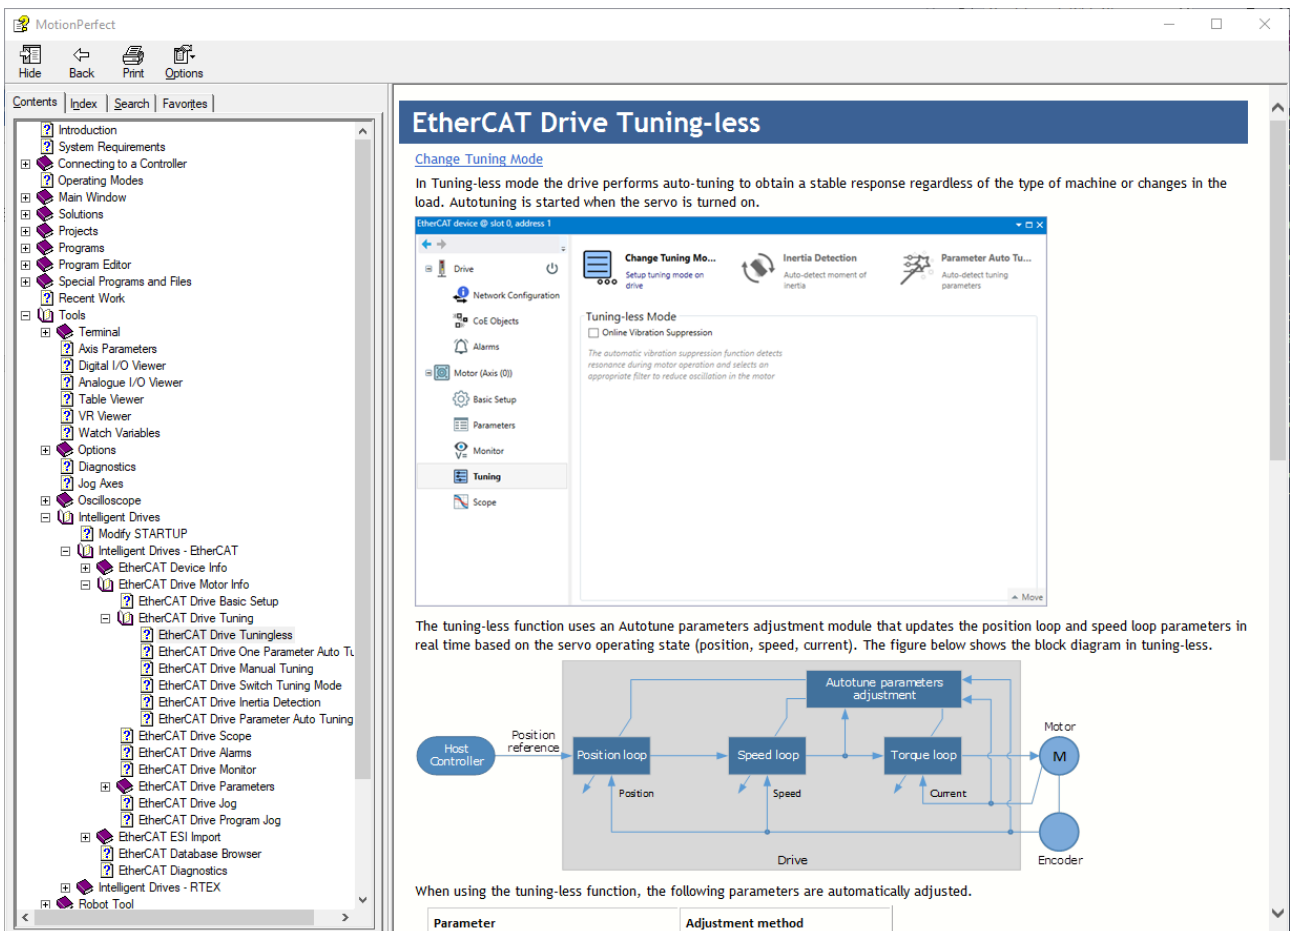 MotionPerfect
Hide
Back
Print
Options
Contents
Index
Search
Favorites
Introduction
System Requirements
Connecting to a Controller
Operating Modes
Main Window
Solutions
Projects
Programs
Program Editor
Special Programs and Files
Recent Work
Tools
Terminal
Axis Parameters
Digital I/O Viewer
Analogue I/O Viewer
Table Viewer
VR Viewer
Watch Variables
Options
Diagnostics
Jog Axes
Oscilloscope
Intelligent Drives
Modify STARTUP
Intelligent Drives - EtherCAT
EtherCAT Device Info
EtherCAT Drive Motor Info
EtherCAT Drive Basic Setup
EtherCAT Drive Tuning
EtherCAT Drive Tuningless
EtherCAT Drive One Parameter Auto Tu
EtherCAT Drive Manual Tuning
EtherCAT Drive Switch Tuning Mode
EtherCAT Drive Inertia Detection
EtherCAT Drive Parameter Auto Tuning
EtherCAT Drive Scope
EtherCAT Drive Alarms
EtherCAT Drive Monitor
EtherCAT Drive Parameters
EtherCAT Drive Jog
EtherCAT Drive Program Jog
EtherCAT ESI Import
EtherCAT Database Browser
EtherCAT Diagnostics
Intelligent Drives - RTEX
Robot Tool
EtherCAT Drive Tuning-less
Change Tuning Mode
In Tuning-less mode the drive performs auto-tuning to obtain a stable response regardless of the type of machine or changes in the
load. Autotuning is started when the servo is turned on.
EtherCAT device @ slot 0, address 1
Drive
Network Configuration
CoE Objects
Alarms
Motor (Axis (0))
Basic Setup
Parameters
V= Monitor
Tuning
Scope
Change Tuning Mo...
Setup tuning mode on
drive
Inertia Detection
Auto-detect moment of
inertia
Parameter Auto Tu...
Auto-detect tuning
parameters
Tuning-less Mode
Online Vibration Suppression
The automatic vibration suppression function detects
resonance during motor operation and selects an
appropriate filter to reduce oscillation in the motor
Move
The tuning-less function uses an Autotune parameters adjustment module that updates the position loop and speed loop parameters in
real time based on the servo operating state (position, speed, current). The figure below shows the block diagram in tuning-less.
Autotune parameters
adjustment
Host
Controller
Position
reference
Position loop
Speed loop
Torque loop
Motor
M
Position
Speed
Current
Drive
Encoder
When using the tuning-less function, the following parameters are automatically adjusted.
Parameter
Adjustment method